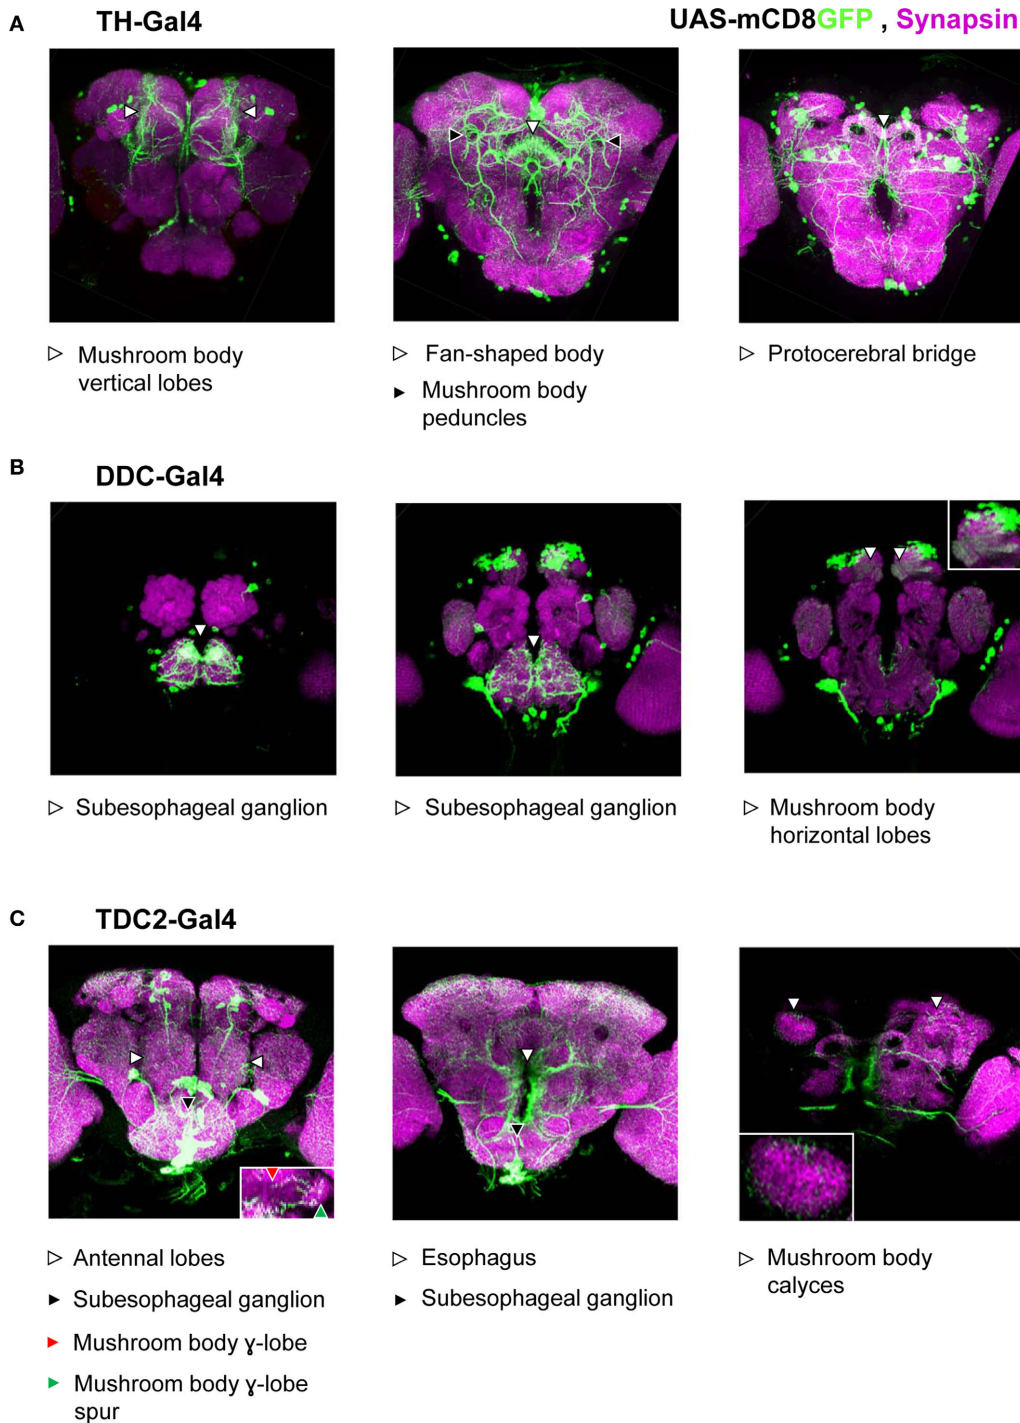 A
TH-Gal4
UAS-mCD8GFP , Synapsin
Mushroom body
vertical lobes
Fan-shaped body
Mushroom body
peduncles
Protocerebral bridge
B
DDC-Gal4
Subesophageal ganglion
Subesophageal ganglion
Mushroom body
horizontal lobes
C
TDC2-Gal4
Antennal lobes
Subesophageal ganglion
Mushroom body ɣ-lobe
Mushroom body ɣ-lobe
spur
Esophagus
Subesophageal ganglion
Mushroom body
calyces